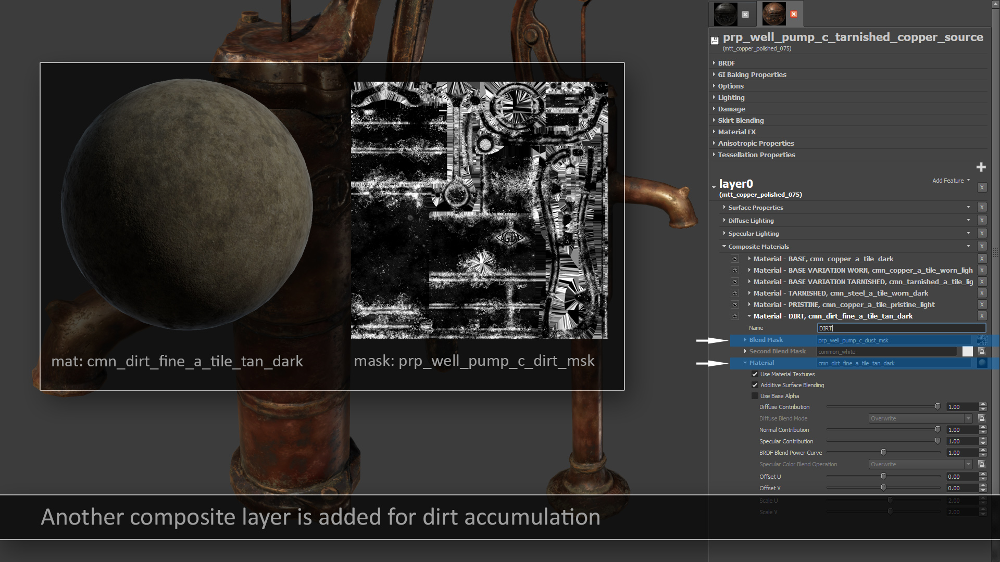 prp_well_pump_c_tarnished_copper_source
(mtt_copper_polished_075)
BRDF
GI Baking Properties
Options
Lighting
Damage
Skirt Blending
Material FX
Anisotropic Properties
Tessellation Properties
layer0
Add Feature
X
(mtt_copper_polished_075)
Surface Properties
X
Diffuse Lighting
X
Specular Lighting
X
Composite Materials
X
Material - BASE, cmn_copper_a_tile_dark
X
Material - BASE VARIATION WORN, cmn_copper_a_tile_worn_ligh
X
Material - BASE VARIATION TARNISHED, cmn_tarnished_a_tile_lig
X
Material - TARNISHED, cmn_steel_a_tile_worn_dark
X
Material - PRISTINE, cmn_copper_a_tile_pristine_light
X
Material - DIRT, cmn_dirt_fine_a_tile_tan_dark
X
Name DIRT
Blend Mask prp_well_pump_c_dust_msk
Second Blend Mask common_white
Material cmn_dirt_fine_a_tile_tan_dark
Use Material Textures
Additive Surface Blending
Use Base Alpha
Diffuse Contribution 1.00
Diffuse Blend Mode Overwrite
Normal Contribution 1.00
Specular Contribution 1.00
BRDF Blend Power Curve 1.00
Specular Color Blend Operation Overwrite
Offset U 0.00
Offset V 0.00
Scale U 2.00
Scale V 2.00
AGDA
mat: cmn_dirt_fine_a_tile_tan_dark
mask: prp_well_pump_c_dirt_msk
Another composite layer is added for dirt accumulation